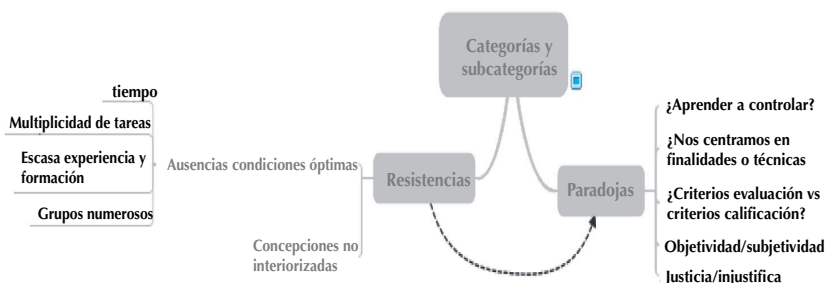 Categorías y
subcategorías
tiempo
Multiplicidad de tareas
Escasa experiencia y
formación
Grupos numerosos
Ausencias condiciones óptimas
Concepciones no
interiorizadas
Resistencias
Paradojas
¿Aprender a controlar?
¿Nos centramos en
finalidades o técnicas
¿Criterios evaluación vs
criterios calificación?
Objetividad/subjetividad
Justicia/injustifica